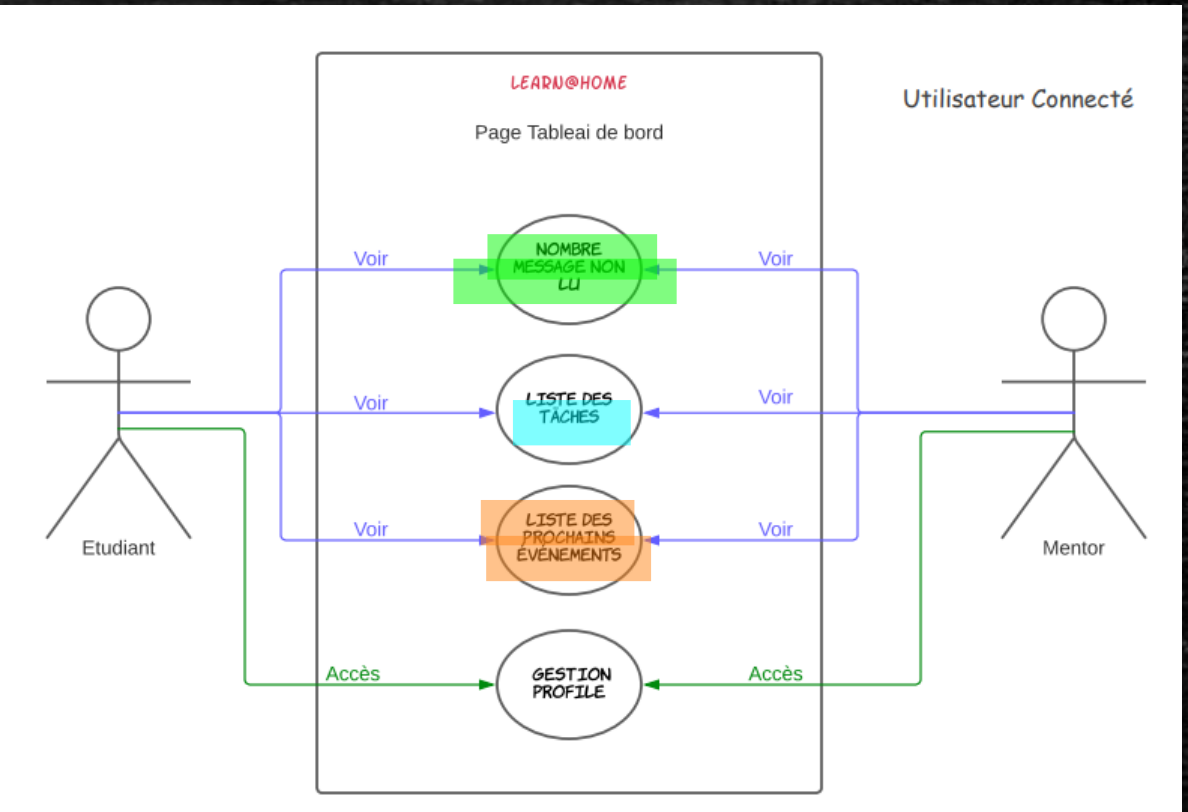 LEARN@HOME
Utilisateur Connecté
Page Tableai de bord
Voir
NOMBRE
MESSAGE NON
LU
Voir
Voir
LISTE DES
TÂCHES
Voir
Voir
LISTE DES
PROCHAINS
ÉVÉNEMENTS
Voir
Etudiant
Mentor
Accès
GESTION
PROFILE
Accès